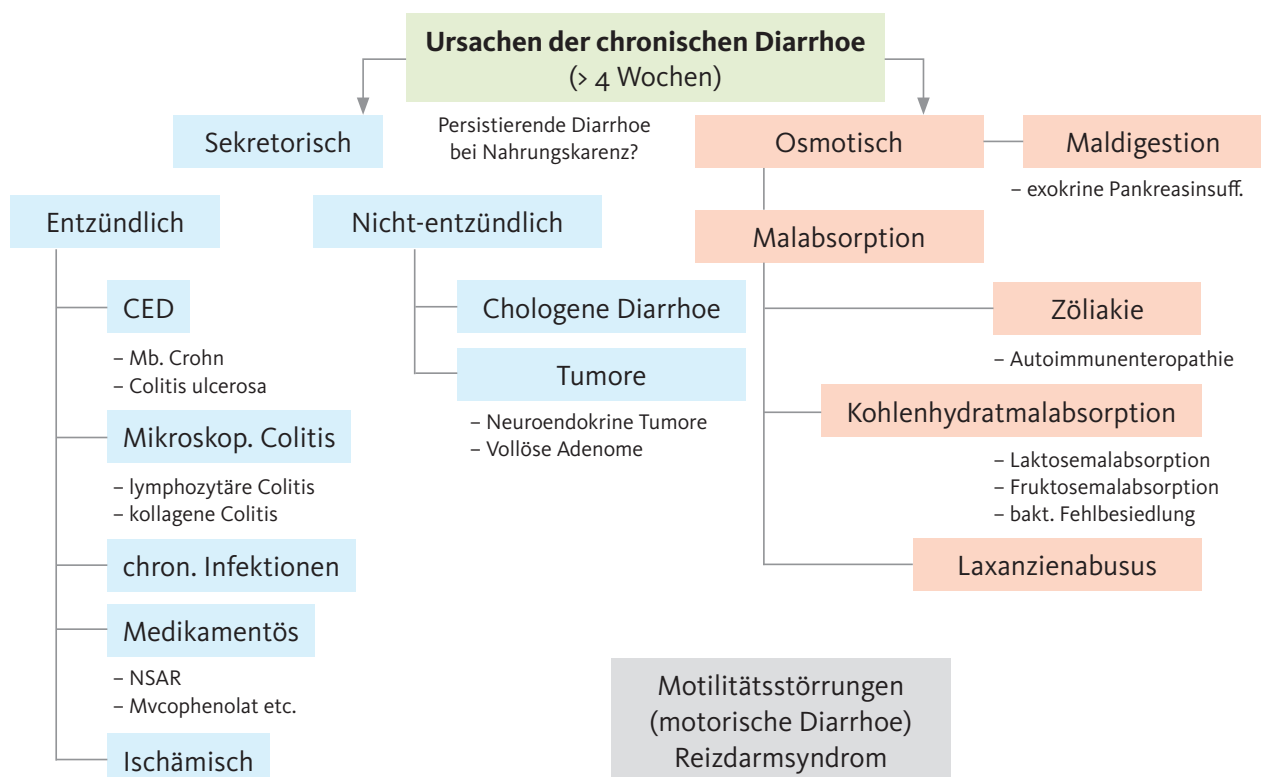 Ursachen der chronischen Diarrhoe
(> 4 Wochen)
Sekretorisch
Persistierende Diarrhoe
bei Nahrungskarenz?
Osmotisch
Maldigestion
– exokrine Pankreasinsuff.
Entzündlich
Nicht-entzündlich
Malabsorption
CED
– Mb. Crohn
– Colitis ulcerosa
Mikroskop. Colitis
– lymphozytäre Colitis
– kollagene Colitis
chron. Infektionen
Medikamentös
– NSAR
– Mvcophenolat etc.
Ischämisch
Chologene Diarrhoe
Tumore
– Neuroendokrine Tumore
– Vollöse Adenome
Zöliakie
– Autoimmunenteropathie
Kohlenhydratmalabsorption
– Laktosemalabsorption
– Fruktosemalabsorption
– bakt. Fehlbesiedlung
Laxanzienabusus
Motilitätsstörrungen
(motorische Diarrhoe)
Reizdarmsyndrom